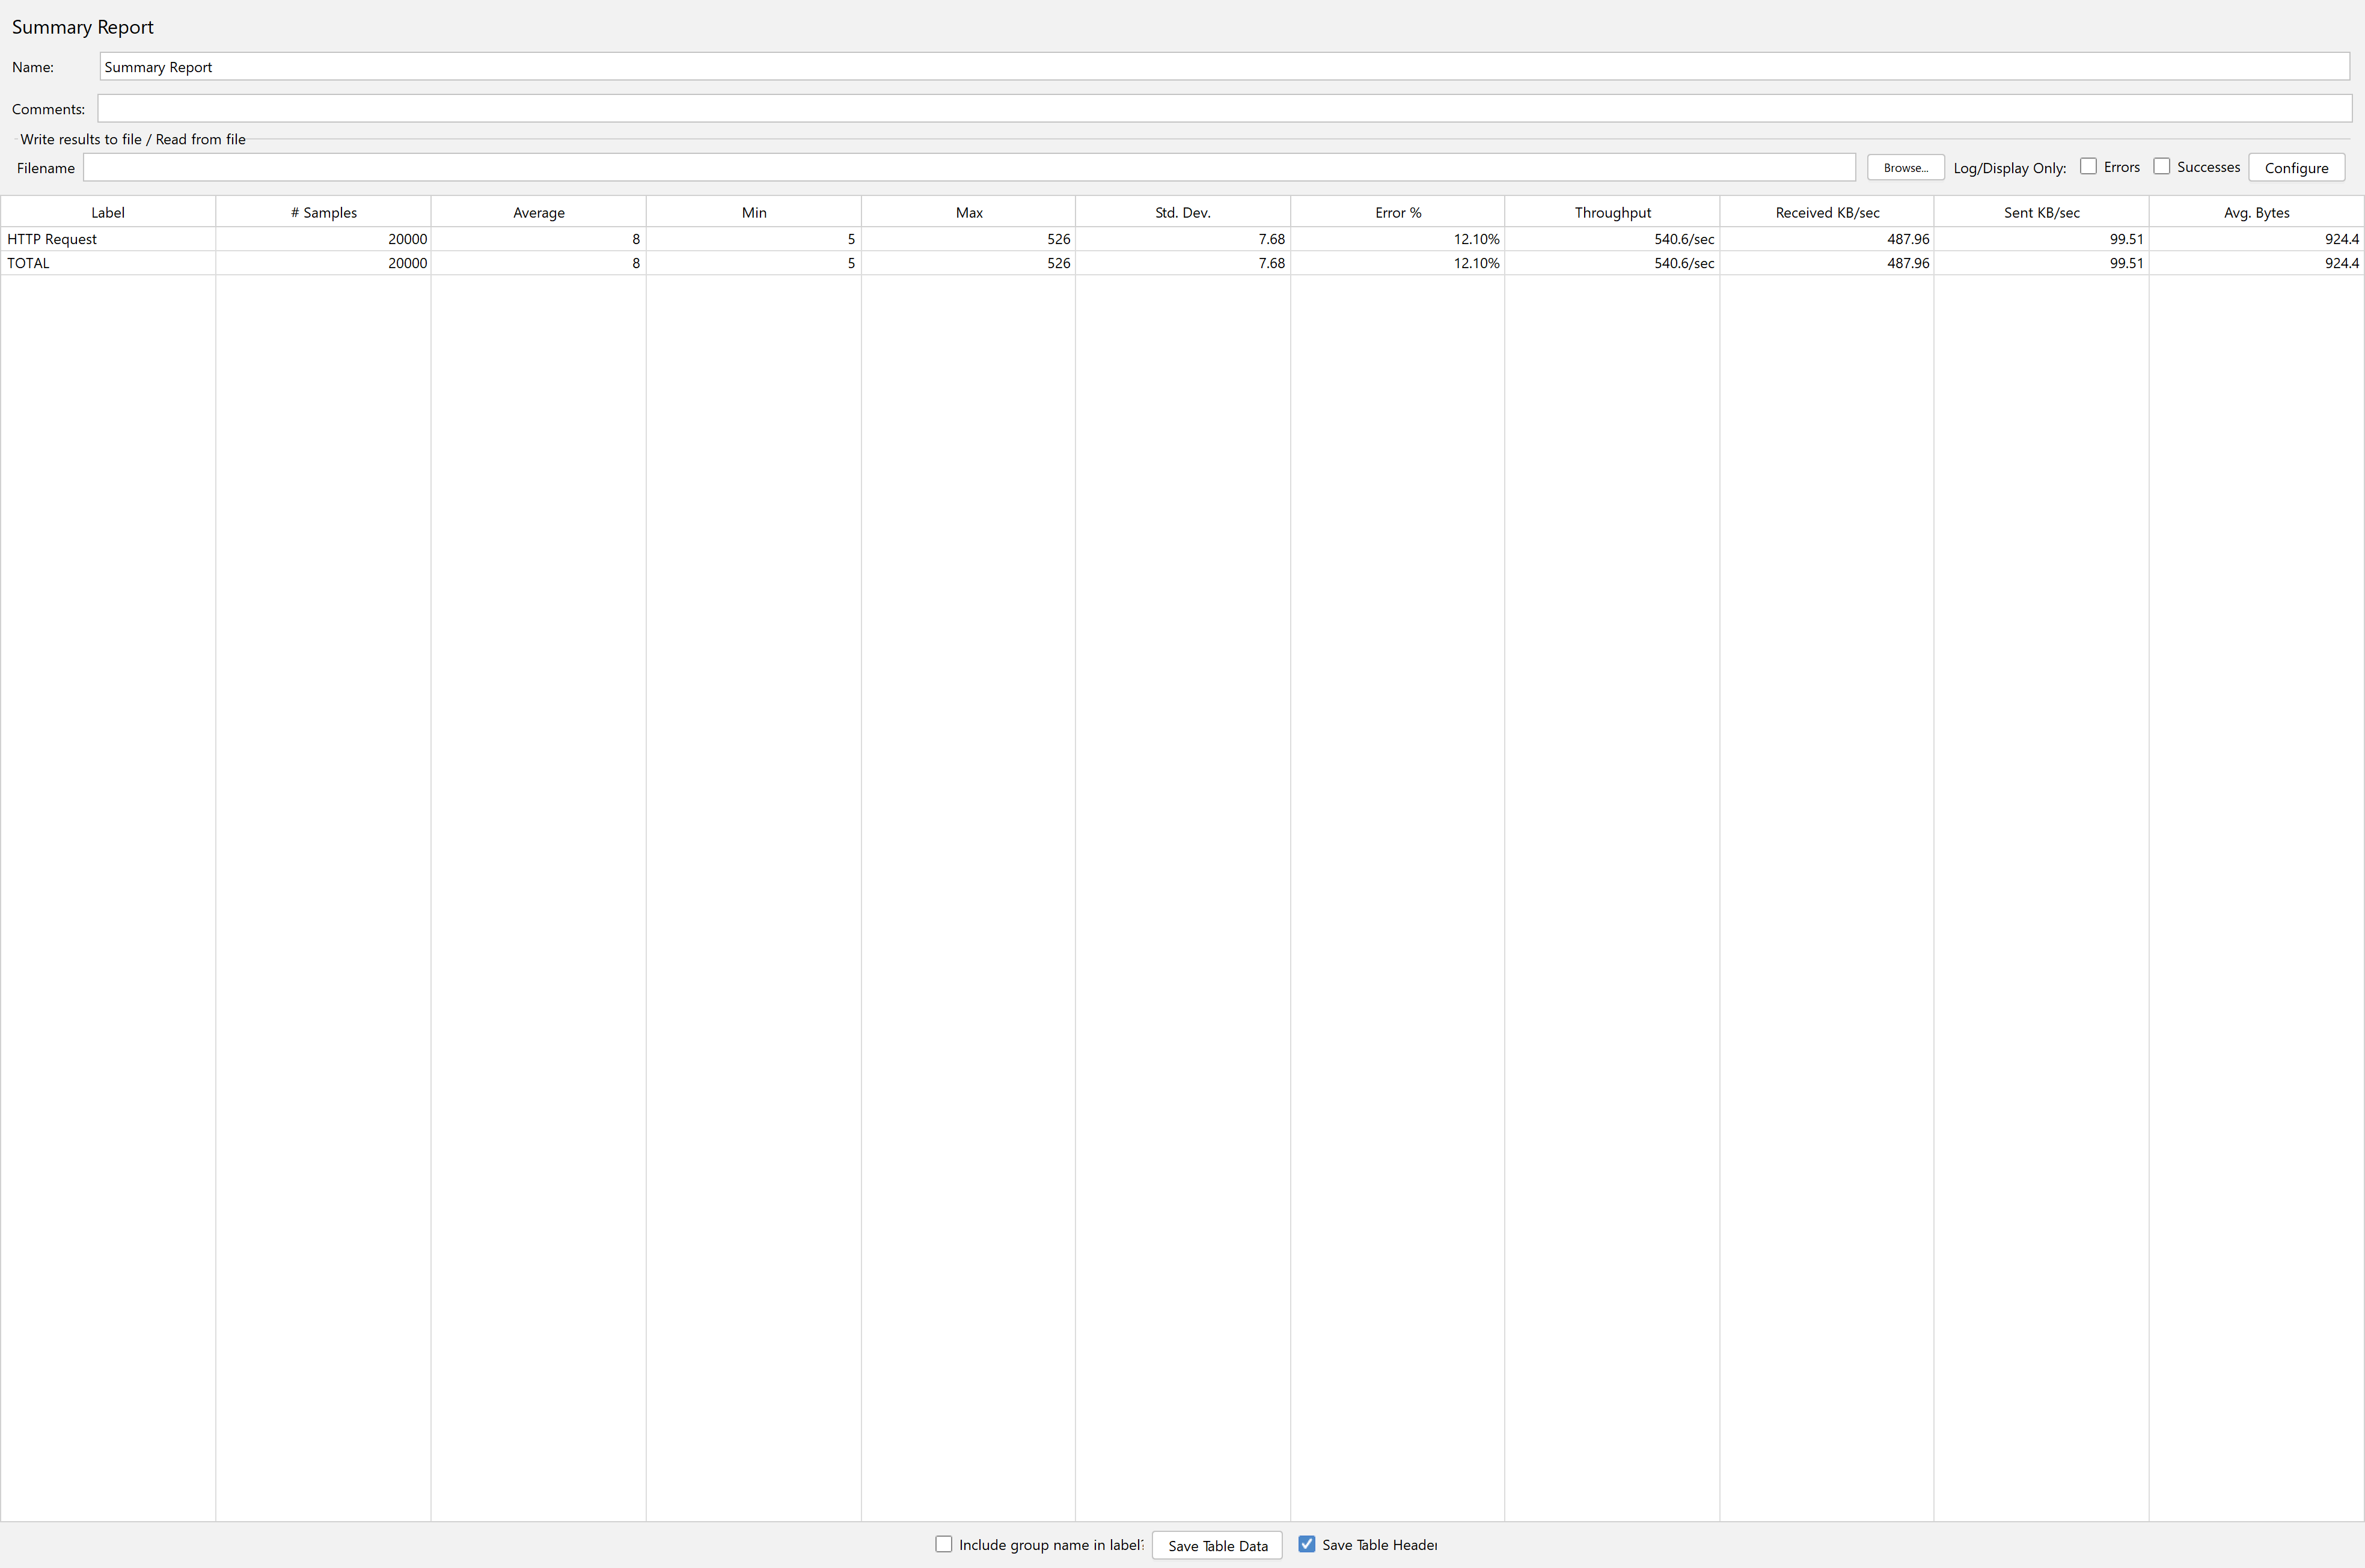 Summary Report
Name: Summary Report
Comments:
Write results to file / Read from file
Filename Browse... Log/Display Only: Errors Successes Configure
Label # Samples Average Min Max Std. Dev. Error % Throughput Received KB/sec Sent KB/sec Avg. Bytes
HTTP Request 20000 8 5 526 7.68 12.10% 540.6/sec 487.96 99.51 924.4
TOTAL 20000 8 5 526 7.68 12.10% 540.6/sec 487.96 99.51 924.4
Include group name in label? Save Table Data Save Table Header